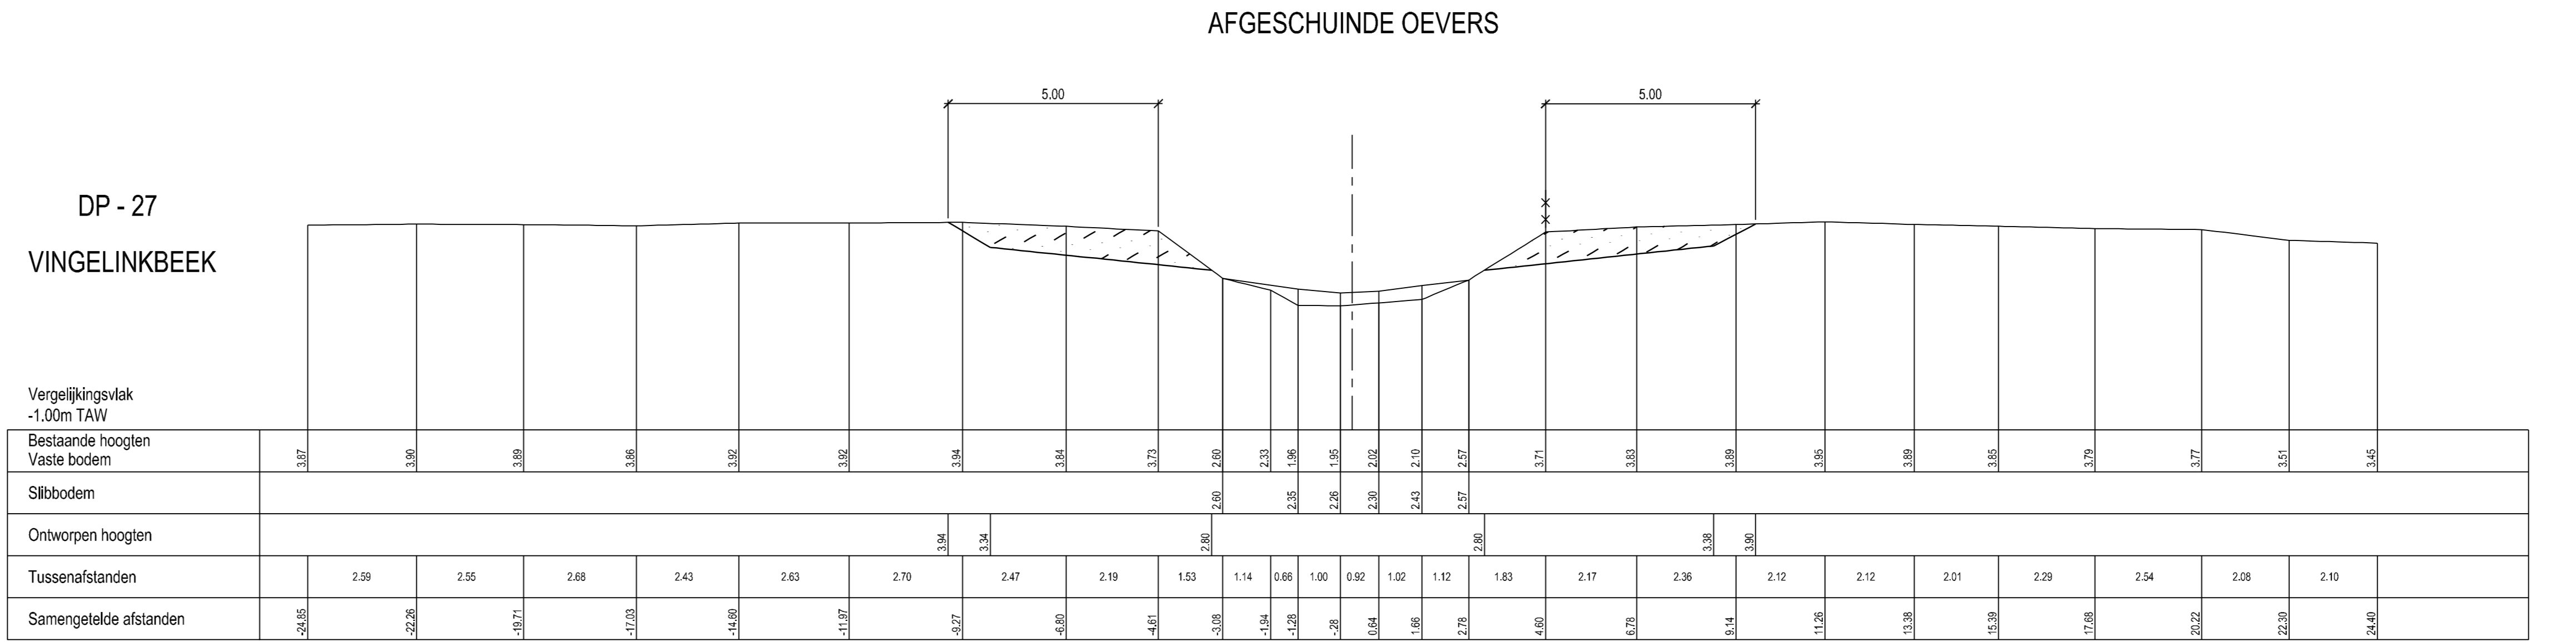 AFGESCHUINDE OEVERS
5.00 5.00
DP - 27
VINGELINKBEEK
Vergelijkingsvlak
-1.00m TAW
Bestaande hoogten
Vaste bodem
3.87 3.90 3.89 3.86 3.92 3.92 3.94 3.84 3.73 2.60 2.33 1.96 1.95 2.02 2.10 2.57 3.71 3.83 3.89 3.95 3.89 3.85 3.79 3.77 3.51 3.45
Slibbodem 2.60 2.35 2.26 2.30 2.43 2.57
Ontworpen hoogten 3.94 3.34 2.80 2.80 3.38 3.90
Tussenafstanden 2.59 2.55 2.68 2.43 2.63 2.70 2.47 2.19 1.53 1.14 0.66 1.00 0.92 1.02 1.12 1.83 2.17 2.36 2.12 2.12 2.01 2.29 2.54 2.08 2.10
Samengetelde afstanden -24.85 -22.26 -19.71 -17.03 -14.60 -11.97 -9.27 -6.80 -4.61 -3.08 -1.94 -1.28 -.28 0.64 1.66 2.78 4.60 6.78 9.14 11.26 13.38 15.39 17.68 20.22 22.30 24.40